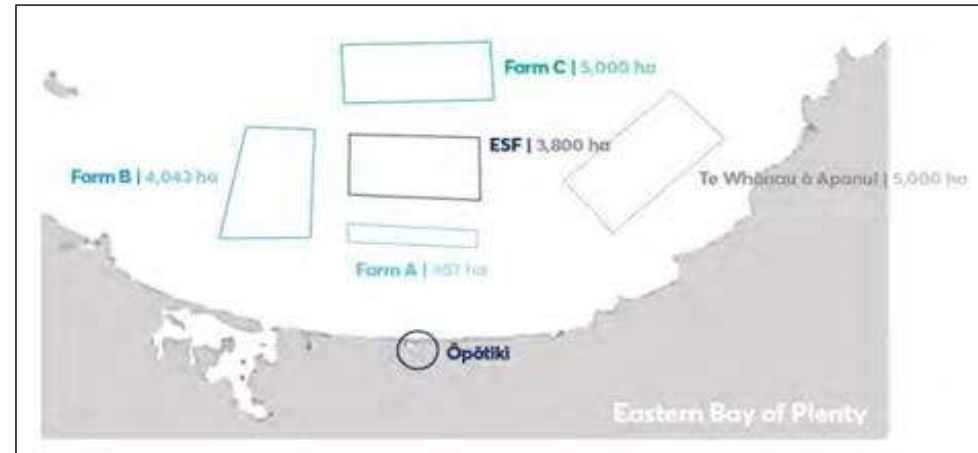 Farm C | 5,000 ha
ESF | 3,800 ha
Farm B | 4,043 ha
Te Whānau ā Apanui | 5,000 ha
Farm A | ha
Ōpōtiki
Eastern Bay of Plenty